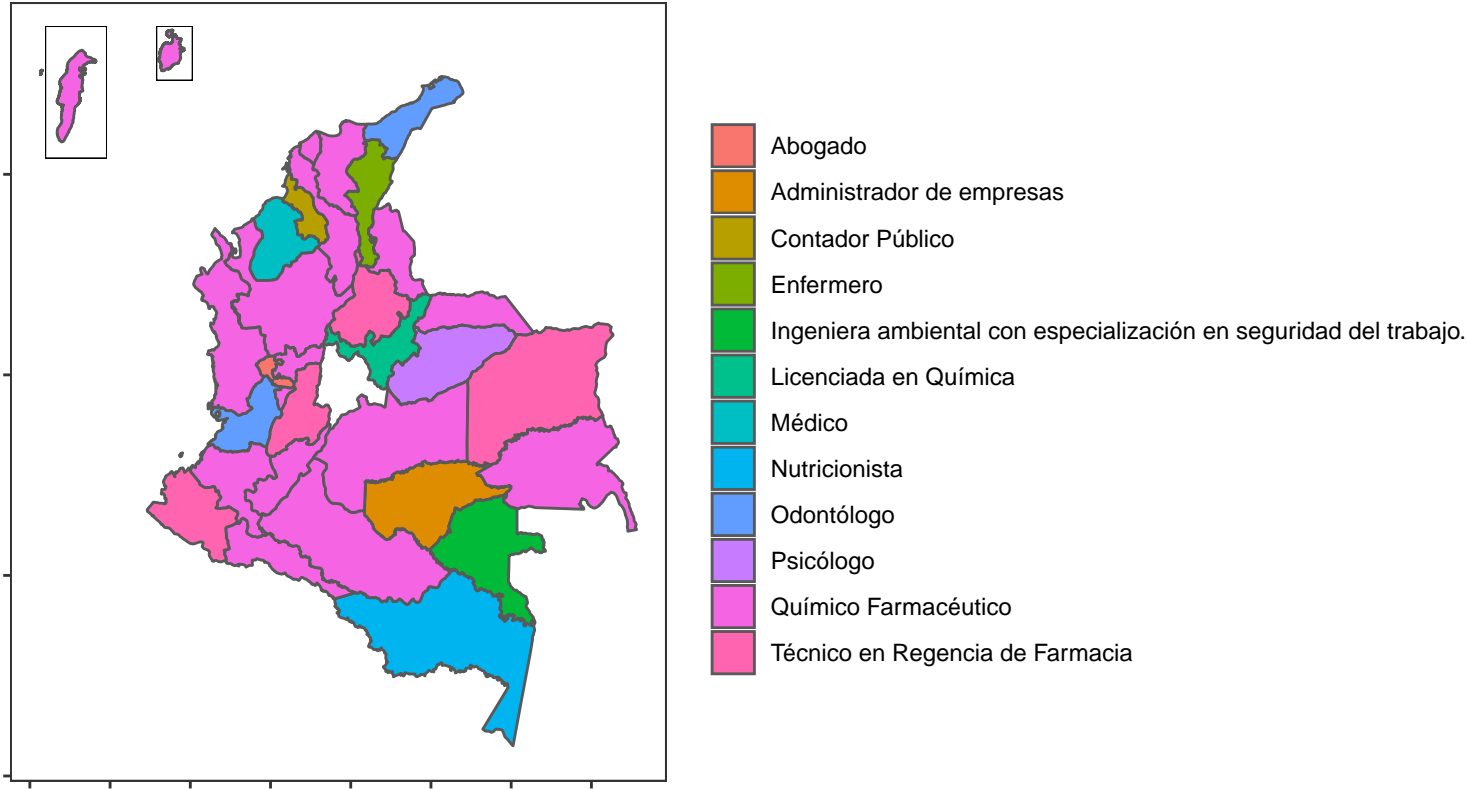 Abogado
Administrador de empresas
Contador Público
Enfermero
Ingeniera ambiental con especialización en seguridad del trabajo.
Licenciada en Química
Médico
Nutricionista
Odontólogo
Psicólogo
Químico Farmacéutico
Técnico en Regencia de Farmacia